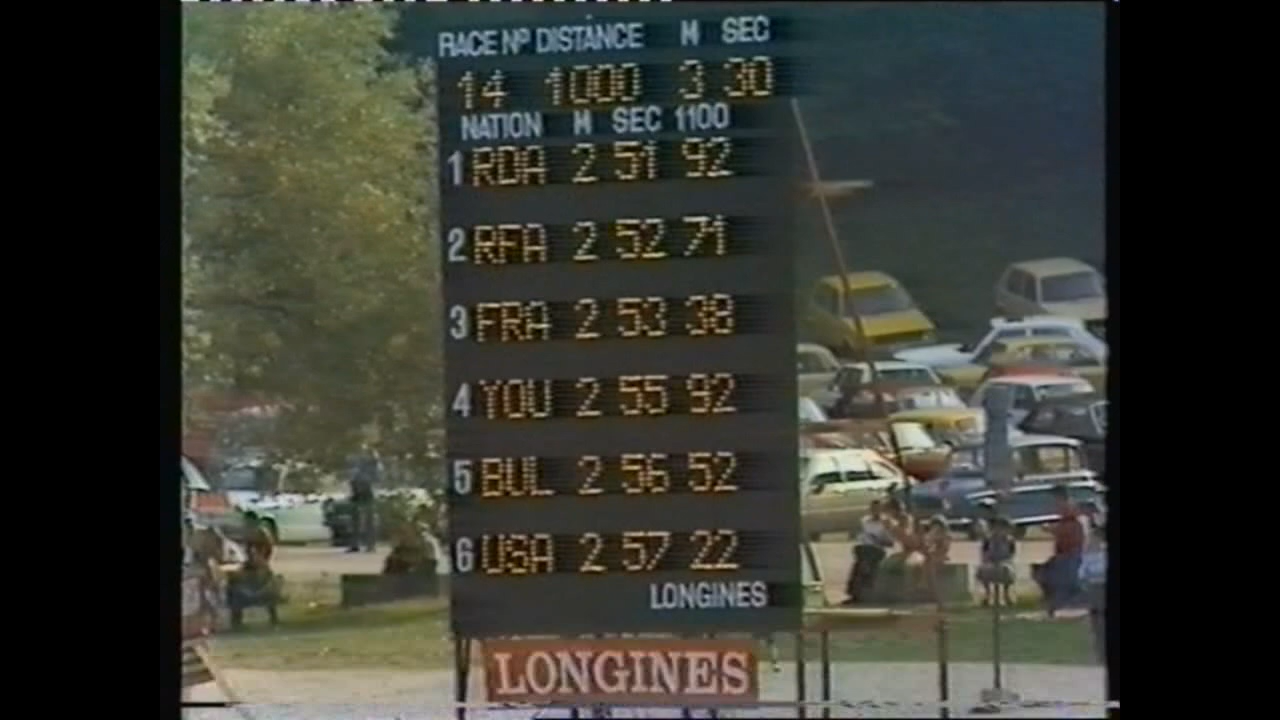 RACE Nº DISTANCE M SEC
14 1000 3 30
NATION M SEC 1100
1 RDA 2 51 92
2 RFA 2 52 71
3 FRA 2 53 38
4 YOU 2 55 92
5 BUL 2 56 52
6 USA 2 57 22
LONGINES
LONGINES